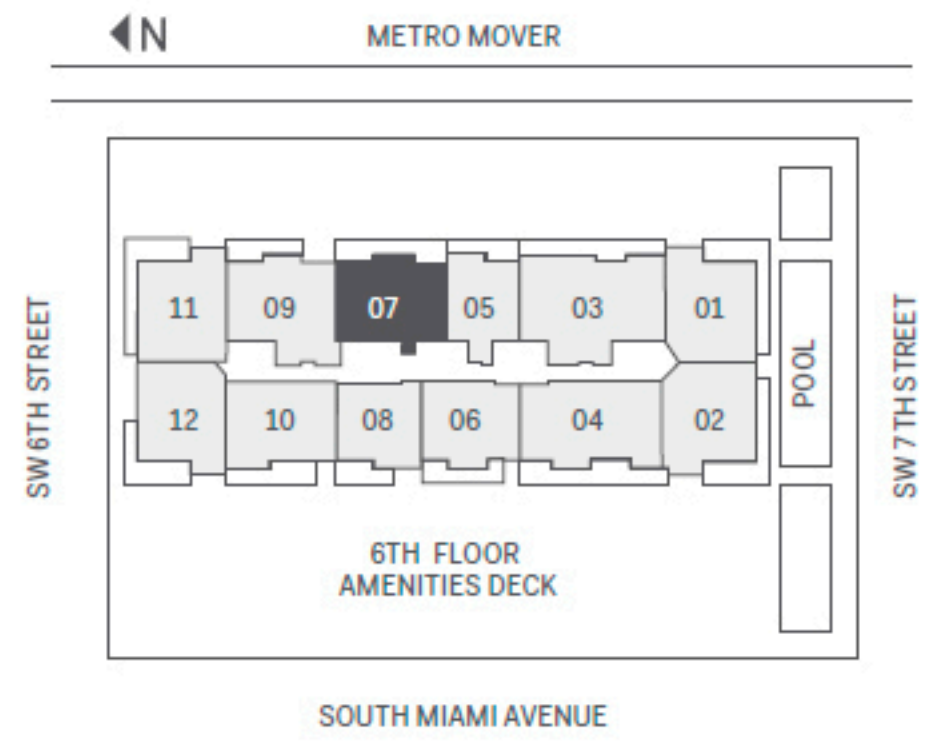 N
METRO MOVER
11
09
07
05
03
01
SW 6TH STREET
POOL
SW 7TH STREET
12
10
08
06
04
02
6TH FLOOR
AMENITIES DECK
SOUTH MIAMI AVENUE